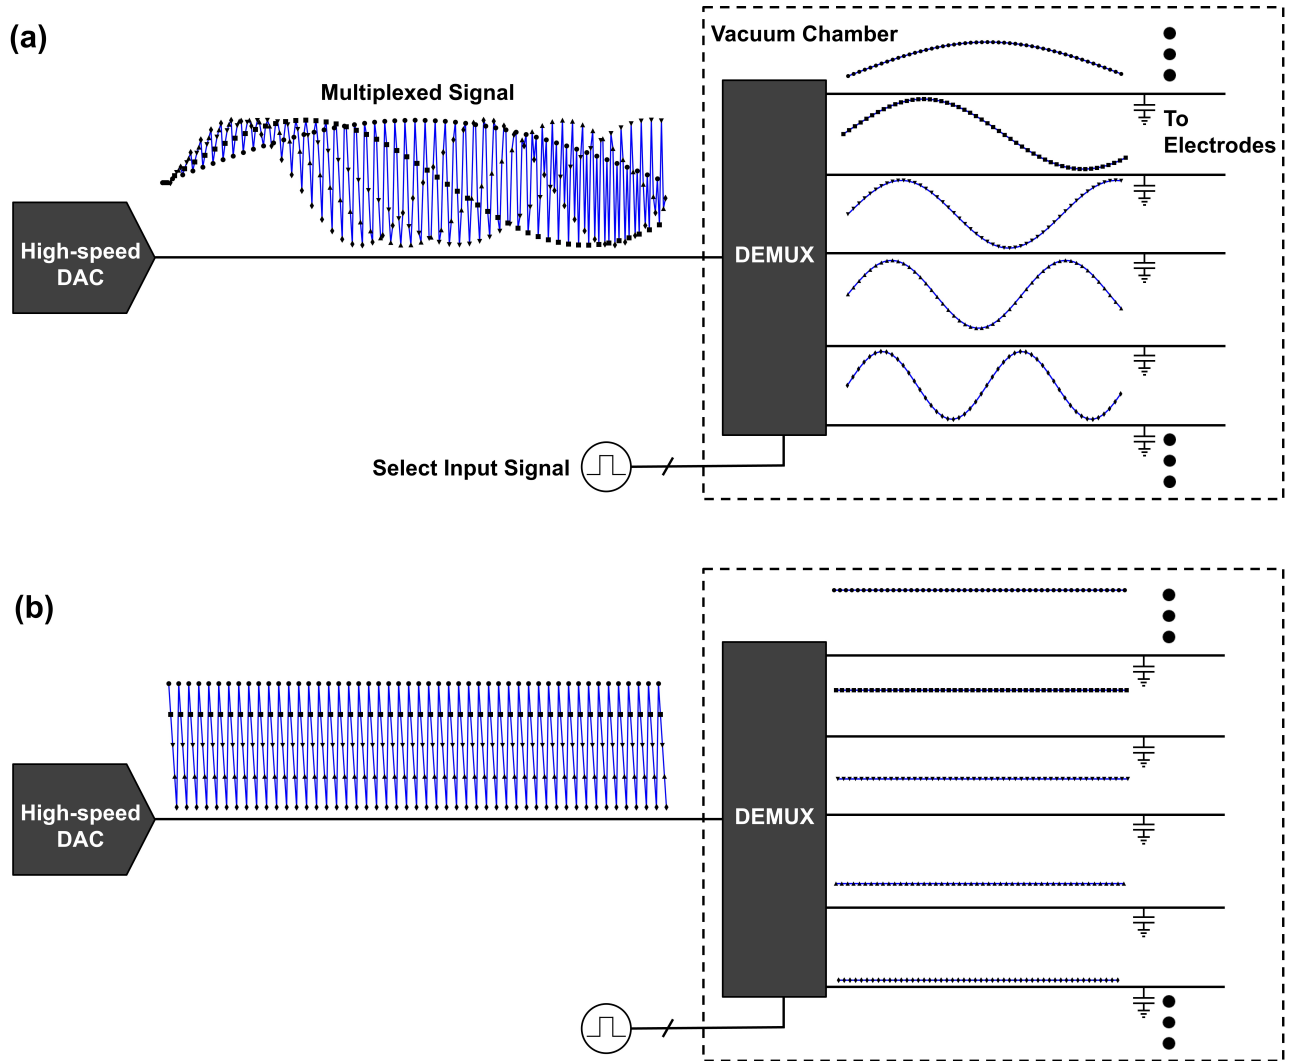 (a)
Vacuum Chamber
Multiplexed Signal
To
Electrodes
High-speed
DAC
DEMUX
Select Input Signal
(b)
High-speed
DAC
DEMUX